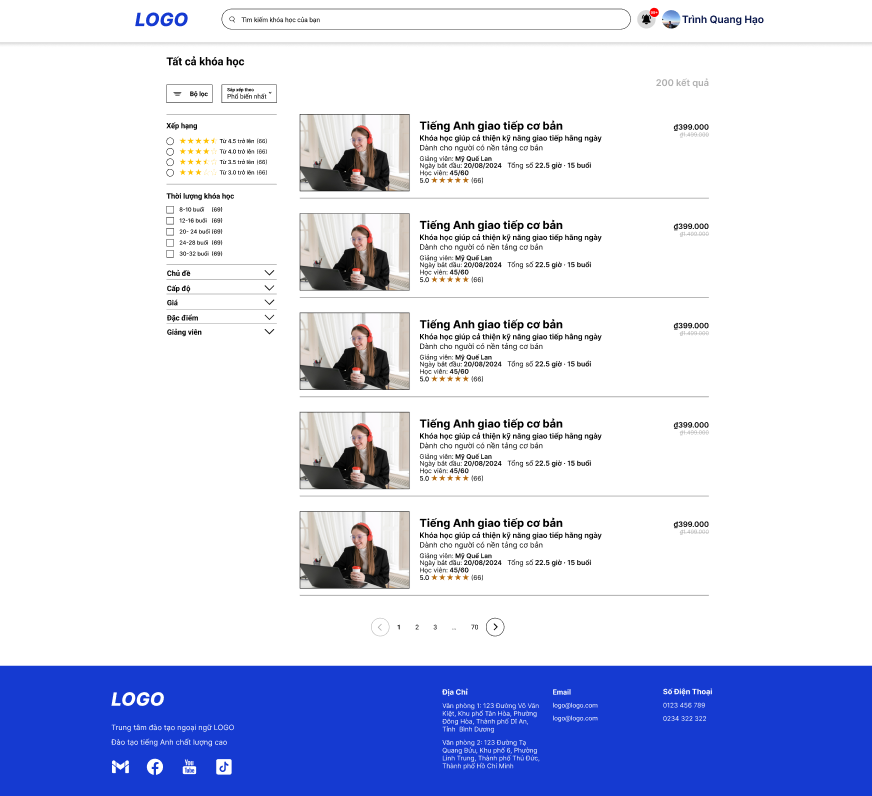 LOGO
Tìm kiếm khóa học của bạn
Trịnh Quang Hạo
Tất cả khóa học
Bộ lọc
Sắp xếp theo
Phổ biến nhất
200 kết quả
Xếp hạng
Từ 4.5 trở lên (66)
Từ 4.0 trở lên (66)
Từ 3.5 trở lên (66)
Từ 3.0 trở lên (66)
Thời lượng khóa học
8-10 buổi (69)
12-16 buổi (69)
20- 24 buổi (69)
24-28 buổi (69)
30-32 buổi (69)
Chủ đề
Cấp độ
Giá
Đặc điểm
Giảng viên
Tiếng Anh giao tiếp cơ bản
₫399.000
₫1.499.000
Khóa học giúp cả thiện kỹ năng giao tiếp hằng ngày
Dành cho người có nền tảng cơ bản
Giảng viên: Mỹ Quế Lan
Ngày bắt đầu: 20/08/2024 Tổng số 22.5 giờ · 15 buổi
Học viên: 45/60
5.0 ★★★★★ (66)
Tiếng Anh giao tiếp cơ bản
₫399.000
₫1.499.000
Khóa học giúp cả thiện kỹ năng giao tiếp hằng ngày
Dành cho người có nền tảng cơ bản
Giảng viên: Mỹ Quế Lan
Ngày bắt đầu: 20/08/2024 Tổng số 22.5 giờ · 15 buổi
Học viên: 45/60
5.0 ★★★★★ (66)
Tiếng Anh giao tiếp cơ bản
₫399.000
₫1.499.000
Khóa học giúp cả thiện kỹ năng giao tiếp hằng ngày
Dành cho người có nền tảng cơ bản
Giảng viên: Mỹ Quế Lan
Ngày bắt đầu: 20/08/2024 Tổng số 22.5 giờ · 15 buổi
Học viên: 45/60
5.0 ★★★★★ (66)
Tiếng Anh giao tiếp cơ bản
₫399.000
₫1.499.000
Khóa học giúp cả thiện kỹ năng giao tiếp hằng ngày
Dành cho người có nền tảng cơ bản
Giảng viên: Mỹ Quế Lan
Ngày bắt đầu: 20/08/2024 Tổng số 22.5 giờ · 15 buổi
Học viên: 45/60
5.0 ★★★★★ (66)
Tiếng Anh giao tiếp cơ bản
₫399.000
₫1.499.000
Khóa học giúp cả thiện kỹ năng giao tiếp hằng ngày
Dành cho người có nền tảng cơ bản
Giảng viên: Mỹ Quế Lan
Ngày bắt đầu: 20/08/2024 Tổng số 22.5 giờ · 15 buổi
Học viên: 45/60
5.0 ★★★★★ (66)
1 2 3 ... 70
LOGO
Trung tâm đào tạo ngoại ngữ LOGO
Đào tạo tiếng Anh chất lượng cao
You
Tube
Địa Chỉ
Văn phòng 1: 123 Đường Võ Văn
Kiệt, Khu phố Tân Hòa, Phường
Đông Hòa, Thành phố Dĩ An,
Tỉnh Bình Dương
Văn phòng 2: 123 Đường Tạ
Quang Bửu, Khu phố 6, Phường
Linh Trung, Thành phố Thủ Đức,
Thành phố Hồ Chí Minh
Email
logo@logo.com
logo@logo.com
Số Điện Thoại
0123 456 789
0234 322 322